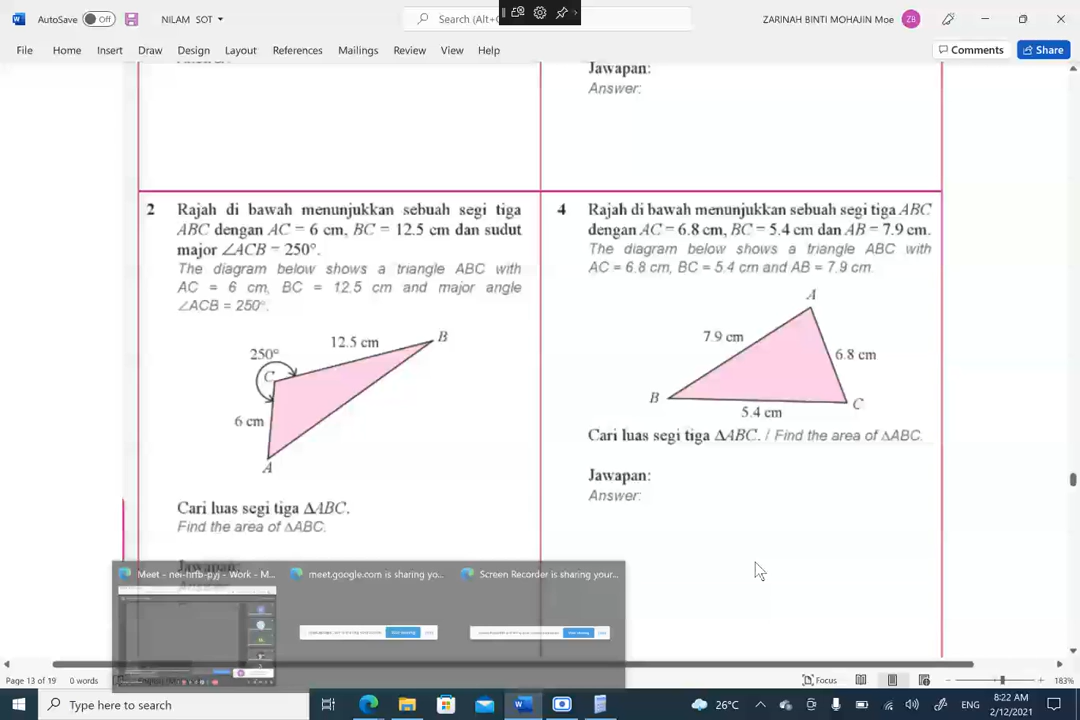 AutoSave Off NILAM SOT Search (Alt+ ZARINAH BINTI MOHAJIN Moe ZB
File Home Insert Draw Design Layout References Mailings Review View Help Comments Share
Jawapan:
Answer:
2 Rajah di bawah menunjukkan sebuah segi tiga
ABC dengan AC = 6 cm, BC = 12.5 cm dan sudut
major ∠ACB = 250°.
The diagram below shows a triangle ABC with
AC = 6 cm, BC = 12.5 cm and major angle
∠ACB = 250°.
250°
12.5 cm
B
C
6 cm
A
Cari luas segi tiga ΔABC.
Find the area of ΔABC.
Jawapan:
4 Rajah di bawah menunjukkan sebuah segi tiga ABC
dengan AC = 6.8 cm, BC = 5.4 cm dan AB = 7.9 cm.
The diagram below shows a triangle ABC with
AC = 6.8 cm, BC = 5.4 cm and AB = 7.9 cm.
A
7.9 cm
6.8 cm
B
C
5.4 cm
Cari luas segi tiga ΔABC. / Find the area of ΔABC.
Jawapan:
Answer:
Meet - nei-hrfb-pyj - Work - M... meet.google.com is sharing yo... Screen Recorder is sharing your...
Page 13 of 19 0 words Focus 183%
Type here to search 26°C ENG 8:22 AM
2/12/2021